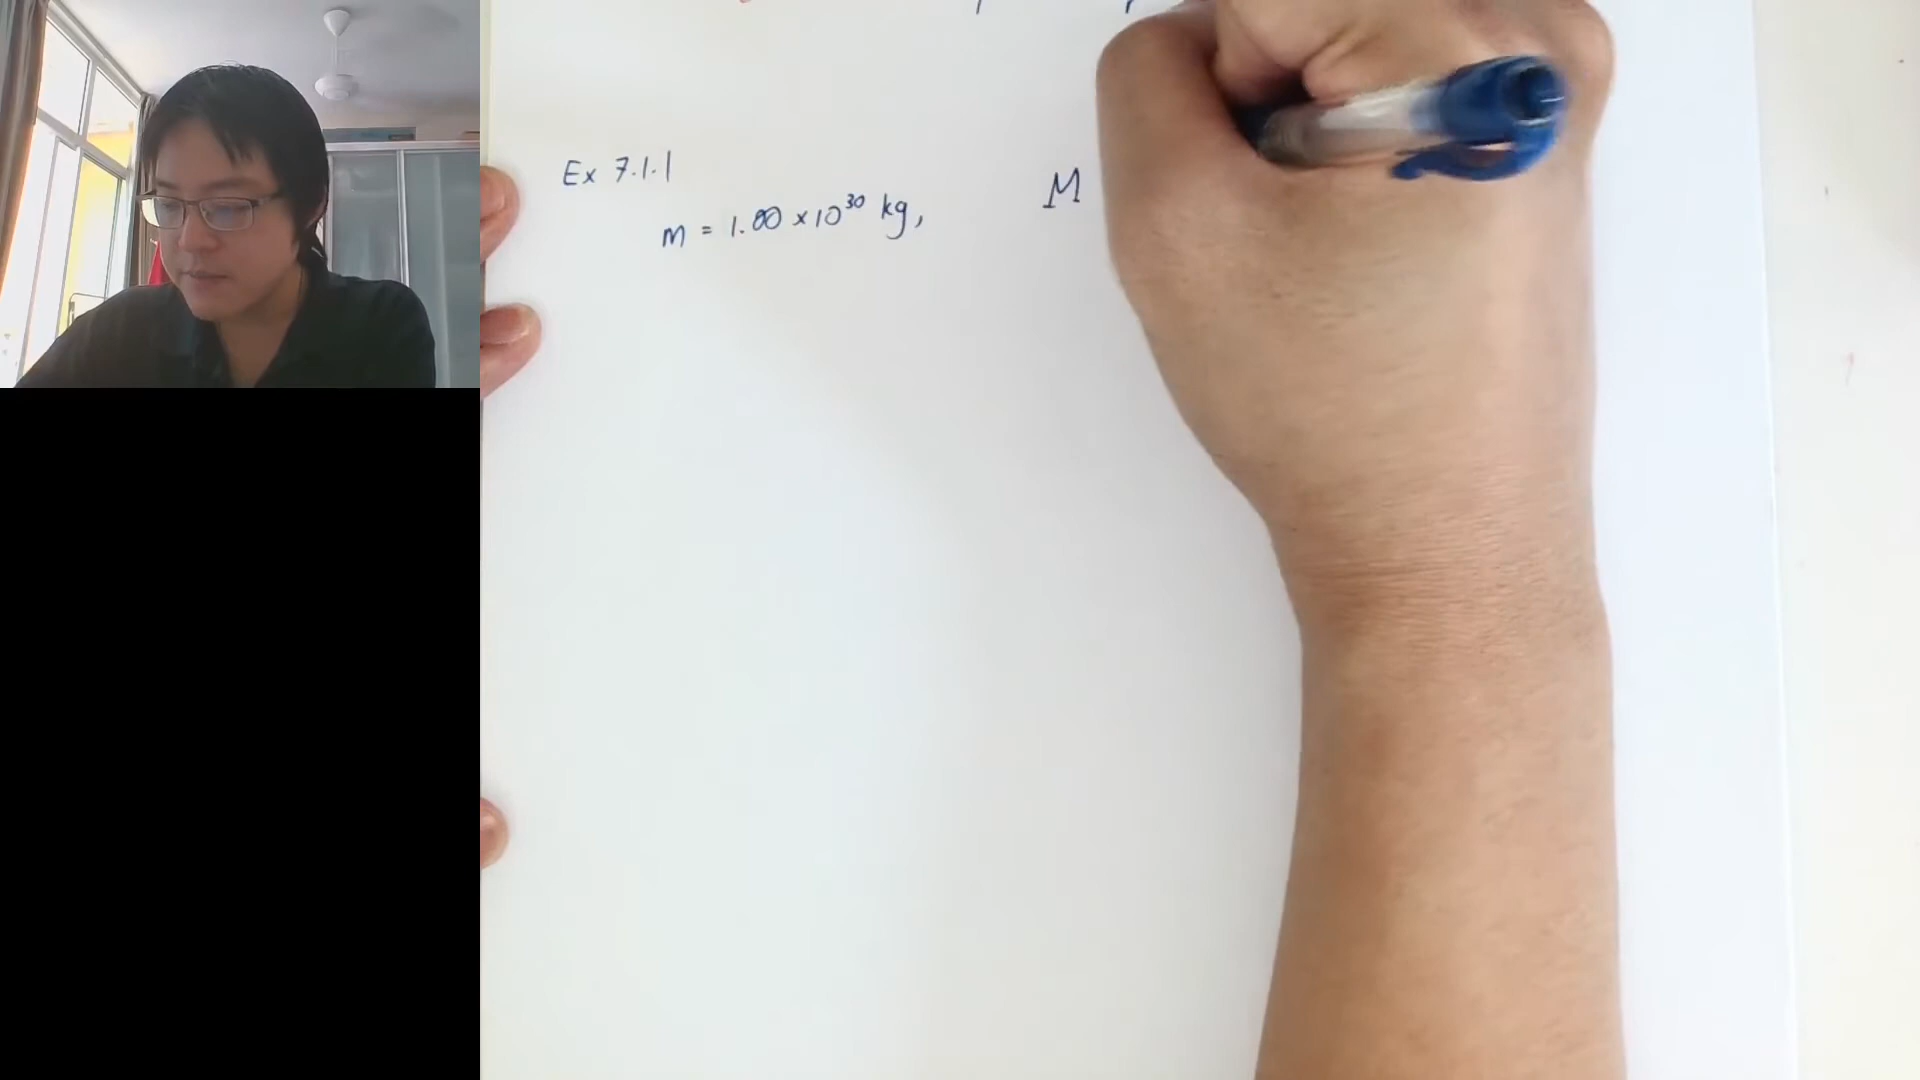 Ex 7.1.1
m = 1.00 × 10³⁰ kg, M